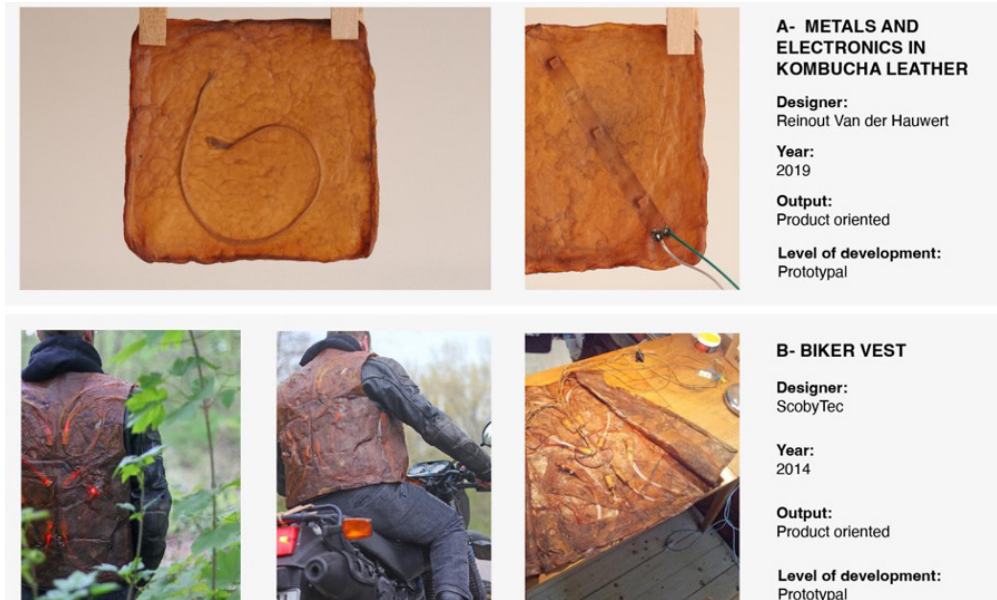 A- METALS AND
ELECTRONICS IN
KOMBUCHA LEATHER
Designer:
Reinout Van der Hauwert
Year:
2019
Output:
Product oriented
Level of development:
Prototypal
B- BIKER VEST
Designer:
ScobyTec
Year:
2014
Output:
Product oriented
Level of development:
Prototypal